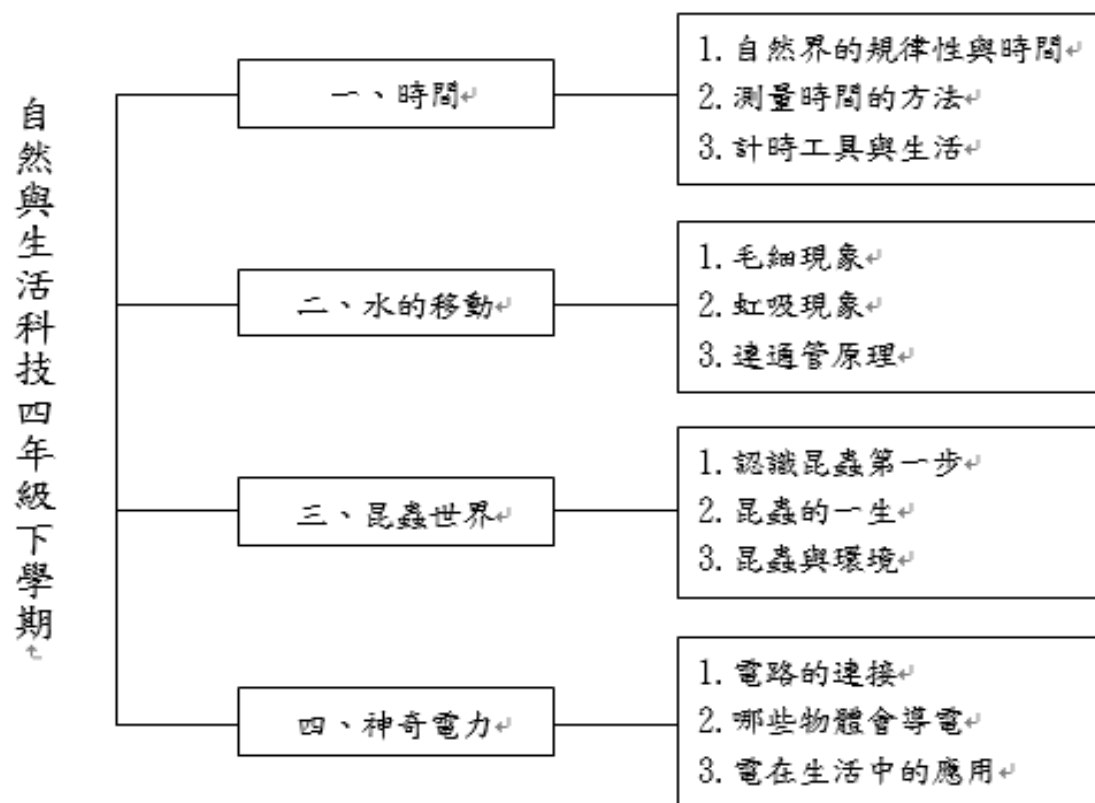 自然與生活科技四年級下學期
一、時間
1.自然界的規律性與時間
2.測量時間的方法
3.計時工具與生活
二、水的移動
1.毛細現象
2.虹吸現象
3.連通管原理
三、昆蟲世界
1.認識昆蟲第一步
2.昆蟲的一生
3.昆蟲與環境
四、神奇電力
1.電路的連接
2.哪些物體會導電
3.電在生活中的應用